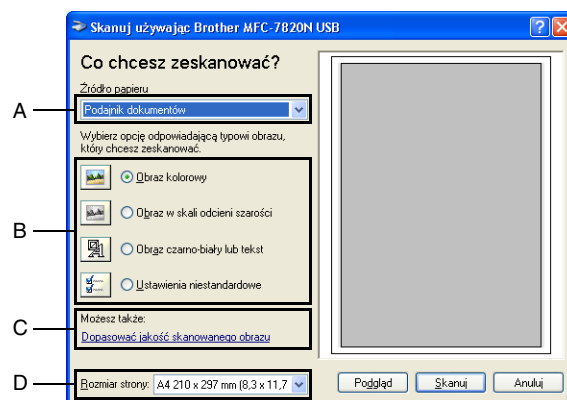 Skanuj używając Brother MFC-7820N USB
Co chcesz zeskanować?
Źródło papieru
A
Podajnik dokumentów
Wybierz opcję odpowiadającą typowi obrazu,
który chcesz zeskanować.
B
Obraz kolorowy
Obraz w skali odcieni szarości
Obraz czarno-biały lub tekst
Ustawienia niestandardowe
C
Możesz także:
Dopasować jakość skanowanego obrazu
D
Rozmiar strony: A4 210 x 297 mm (8,3 x 11,7
Podgląd Skanuj Anuluj